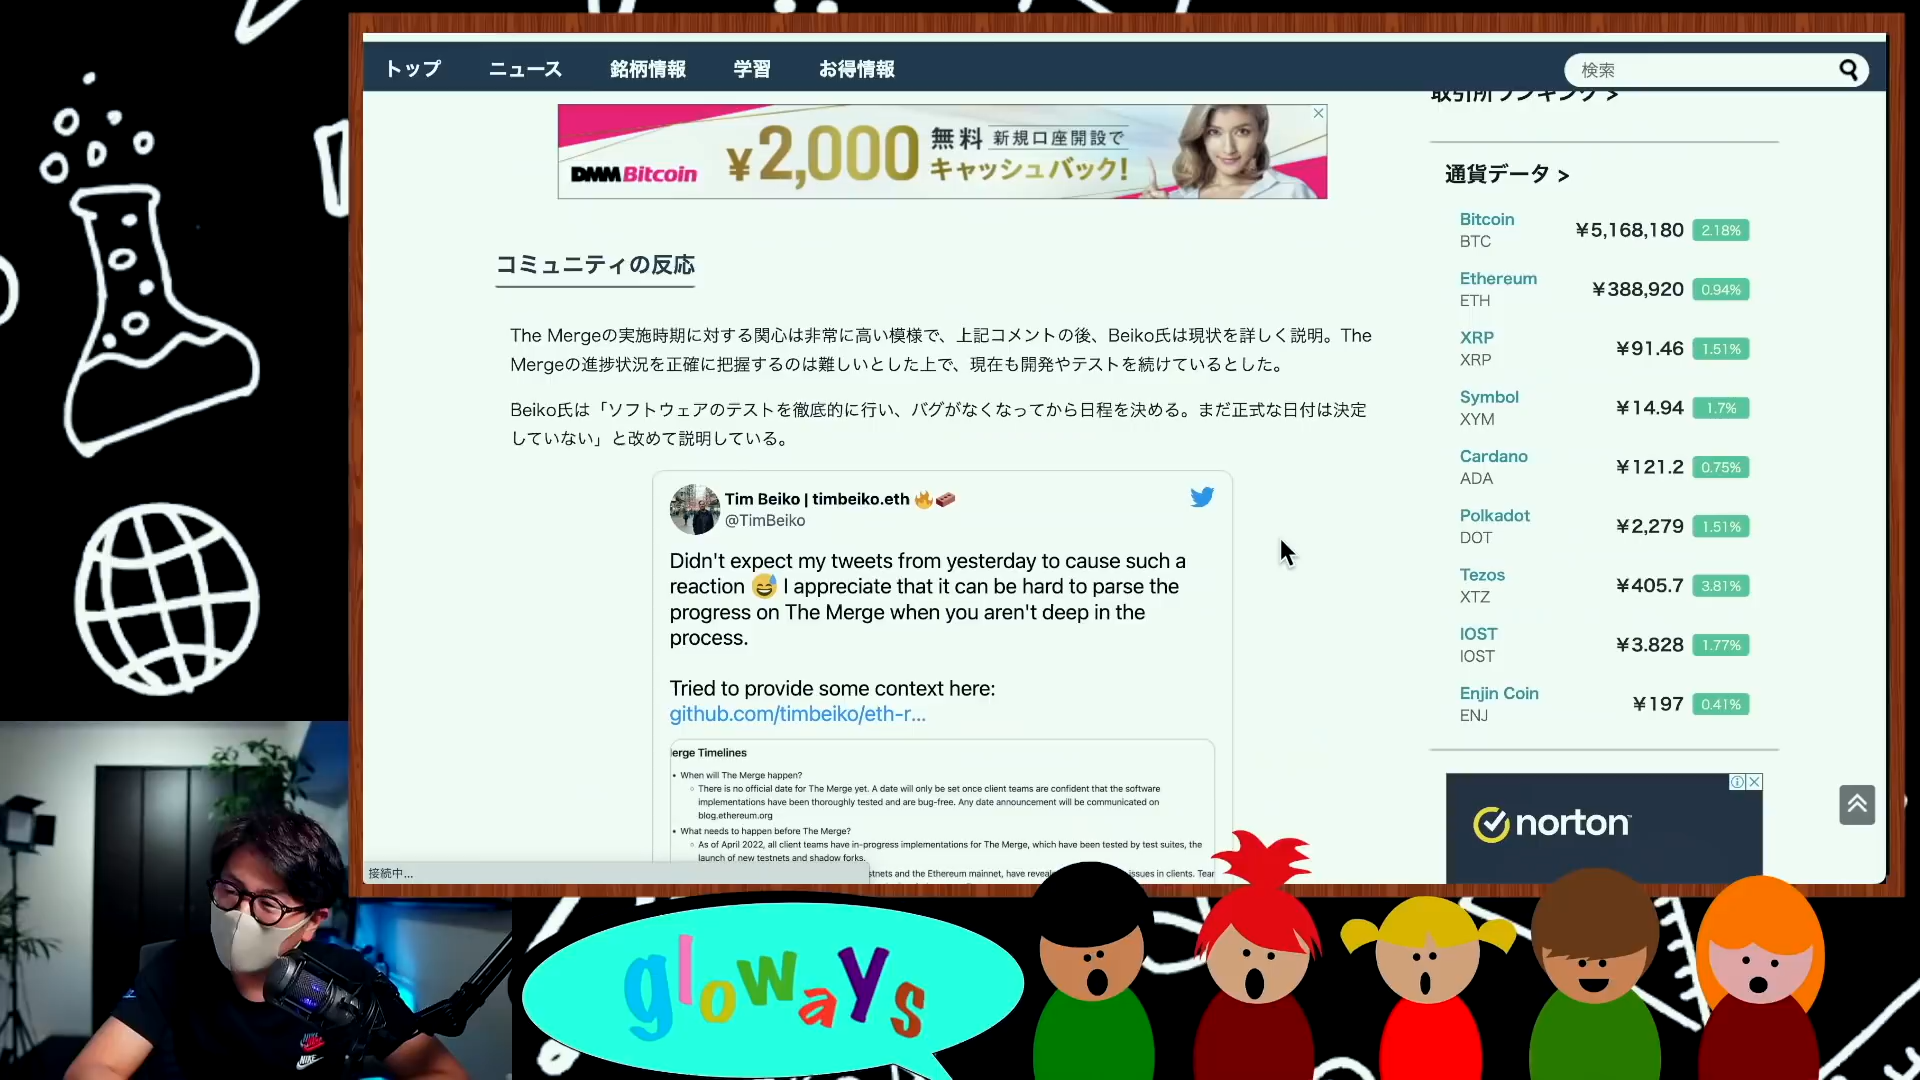 トップ ニュース 銘柄情報 学習 お得情報 検索
DMM Bitcoin ¥2,000 無料 新規口座開設で キャッシュバック!
コミュニティの反応
The Mergeの実施時期に対する関心は非常に高い模様で、上記コメントの後、Beiko氏は現状を詳しく説明。The
Mergeの進捗状況を正確に把握するのは難しいとした上で、現在も開発やテストを続けているとした。
Beiko氏は「ソフトウェアのテストを徹底的に行い、バグがなくなってから日程を決める。まだ正式な日付は決定
していない」と改めて説明している。
Tim Beiko | timbeiko.eth 🔥🧱
@TimBeiko
Didn't expect my tweets from yesterday to cause such a
reaction 😅 I appreciate that it can be hard to parse the
progress on The Merge when you aren't deep in the
process.
Tried to provide some context here:
github.com/timbeiko/eth-r...
erge Timelines
• When will The Merge happen?
○ There is no official date for The Merge yet. A date will only be set once client teams are confident that the software
implementations have been thoroughly tested and are bug-free. Any date announcement will be communicated on
blog.ethereum.org
• What needs to happen before The Merge?
○ As of April 2022, all client teams have in-progress implementations for The Merge, which have been tested by test suites, the
launch of new testnets and shadow forks.
stnets and the Ethereum mainnet, have reveal issues in clients. Tear
接続中...
取引所ランキング >
通貨データ >
Bitcoin
BTC ¥5,168,180 2.18%
Ethereum
ETH ¥388,920 0.94%
XRP
XRP ¥91.46 1.51%
Symbol
XYM ¥14.94 1.7%
Cardano
ADA ¥121.2 0.75%
Polkadot
DOT ¥2,279 1.51%
Tezos
XTZ ¥405.7 3.81%
IOST
IOST ¥3.828 1.77%
Enjin Coin
ENJ ¥197 0.41%
norton
NIKE
gloways